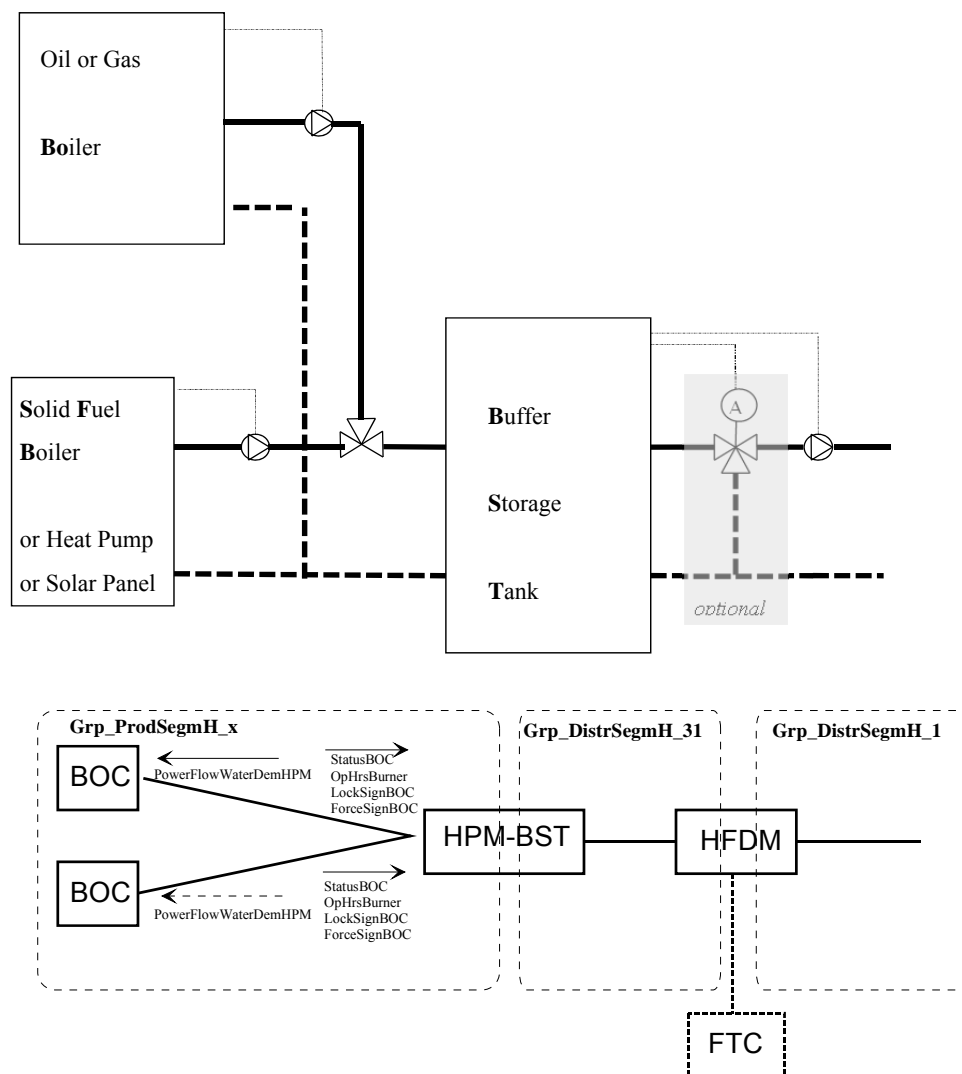 Oil or Gas
Boiler
Solid Fuel
Boiler
or Heat Pump
or Solar Panel
Buffer
Storage
Tank
A
optional
Grp_ProdSegmH_x
Grp_DistrSegmH_31
Grp_DistrSegmH_1
BOC
PowerFlowWaterDemHPM
StatusBOC
OpHrsBurner
LockSignBOC
ForceSignBOC
HPM-BST
HFDM
BOC
PowerFlowWaterDemHPM
StatusBOC
OpHrsBurner
LockSignBOC
ForceSignBOC
FTC